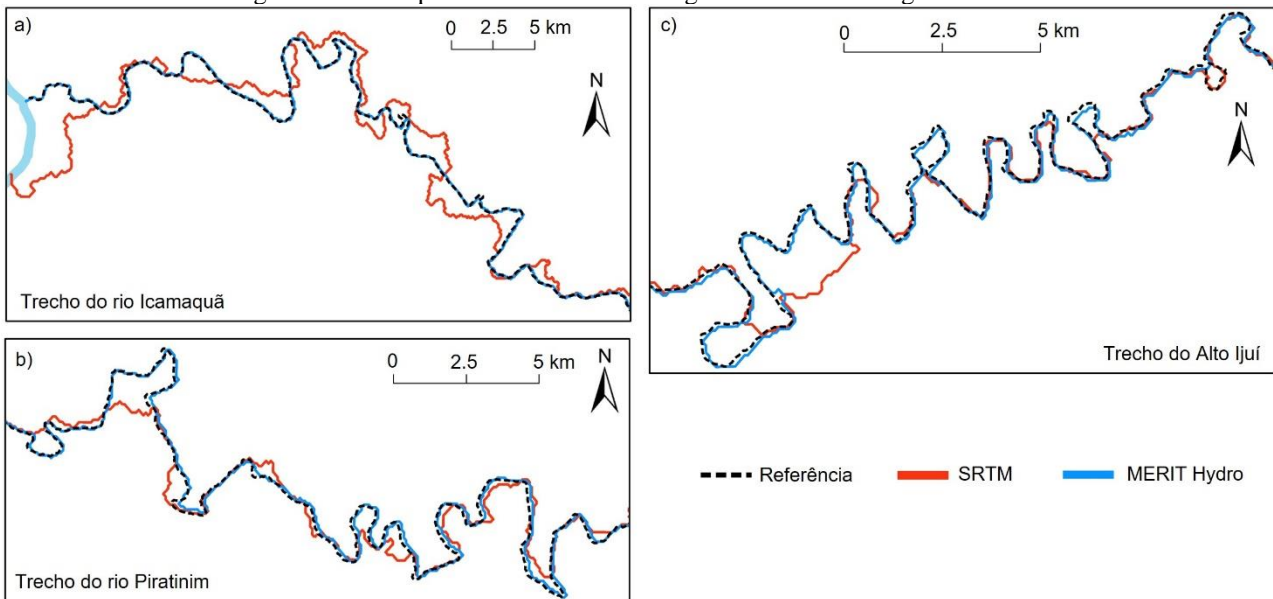 a)
0 2.5 5 km
N
Trecho do rio Icamaquã
b)
0 2.5 5 km
N
Trecho do rio Piratinim
c)
0 2.5 5 km
N
Trecho do Alto Ijuí
Referência SRTM MERIT Hydro